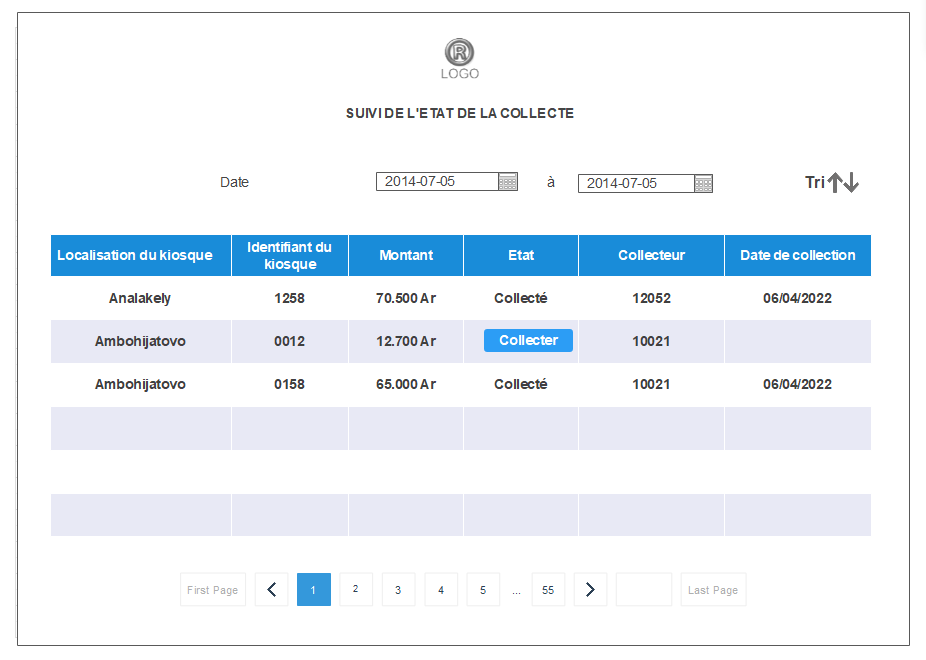 R
LOGO
SUIVI DE L'ETAT DE LA COLLECTE
Date 2014-07-05 à 2014-07-05 Tri
Localisation du kiosque Identifiant du kiosque Montant Etat Collecteur Date de collection
Analakely 1258 70.500 Ar Collecté 12052 06/04/2022
Ambohijatovo 0012 12.700 Ar Collecter 10021
Ambohijatovo 0158 65.000 Ar Collecté 10021 06/04/2022
First Page 1 2 3 4 5 ... 55 Last Page